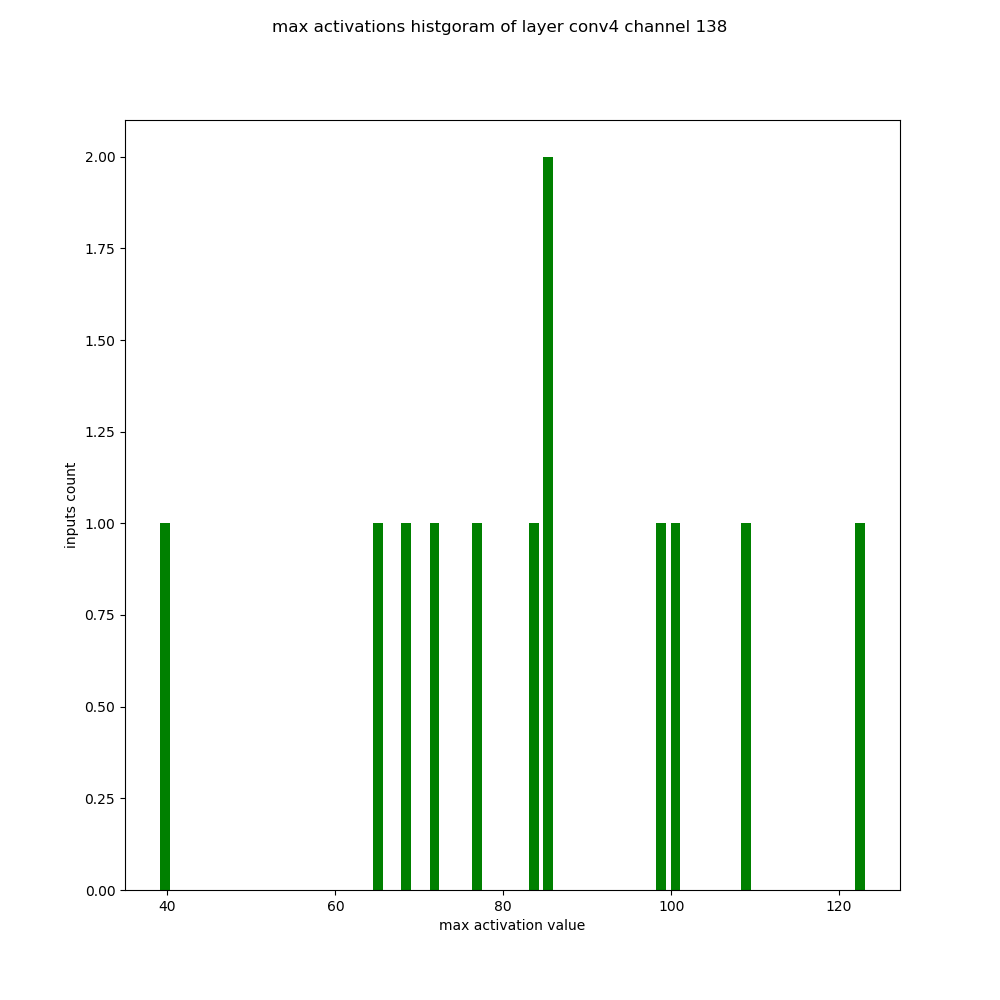 max activations histgoram of layer conv4 channel 138
2.00
1.75
1.50
1.25
1.00
0.75
0.50
0.25
0.00
inputs count
40 60 80 100 120
max activation value